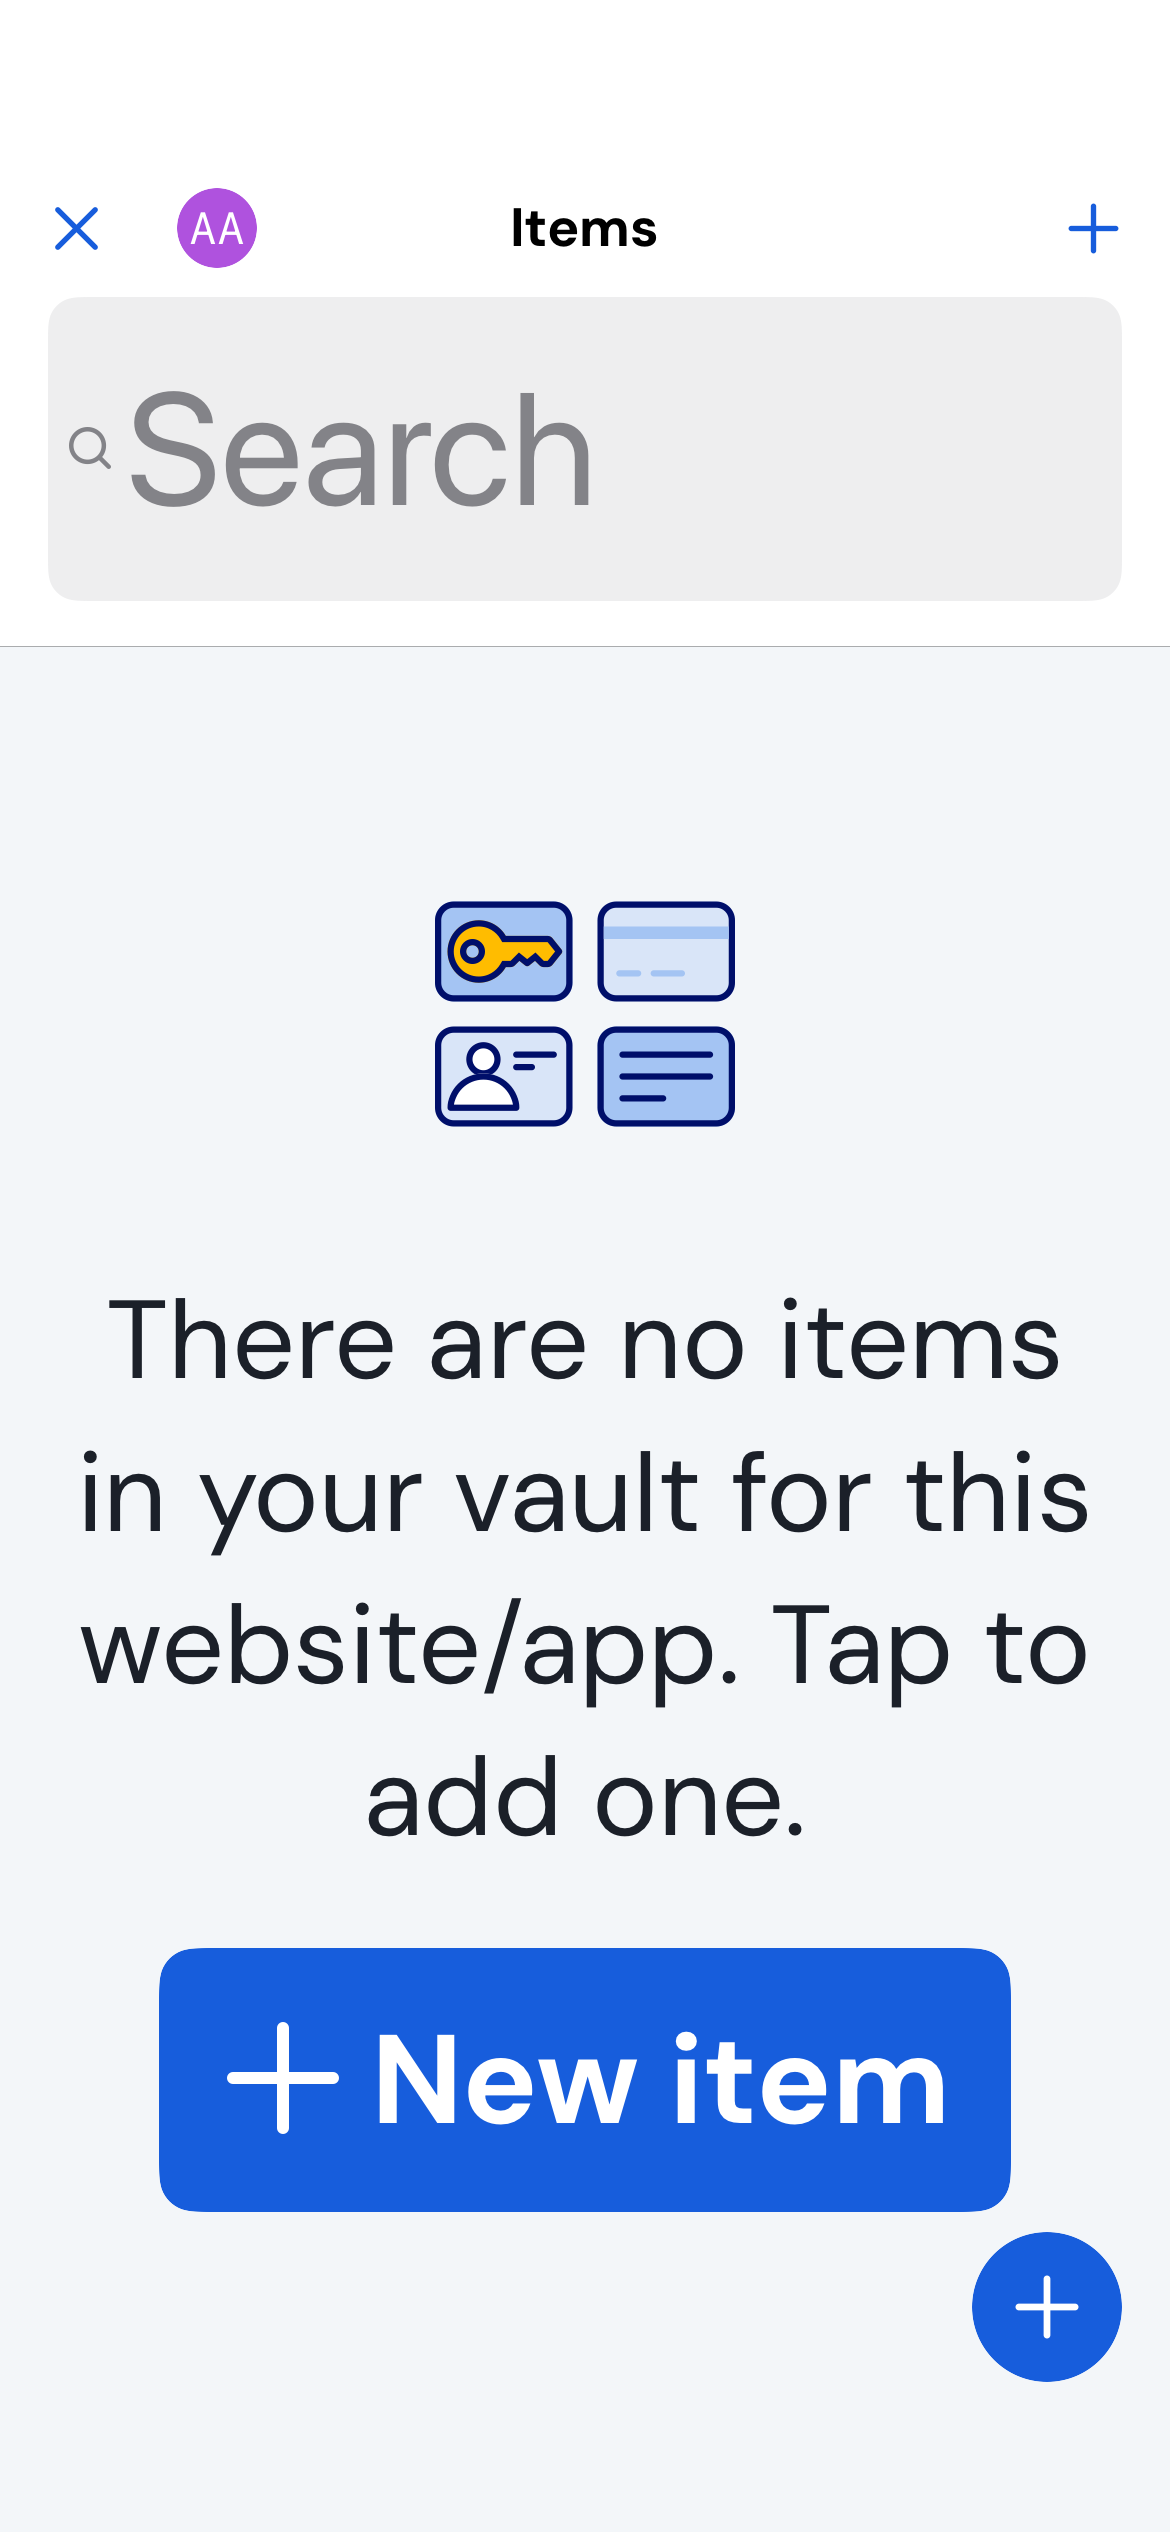 AA
Items
Search
There are no items
in your vault for this
website/app. Tap to
add one.
New item